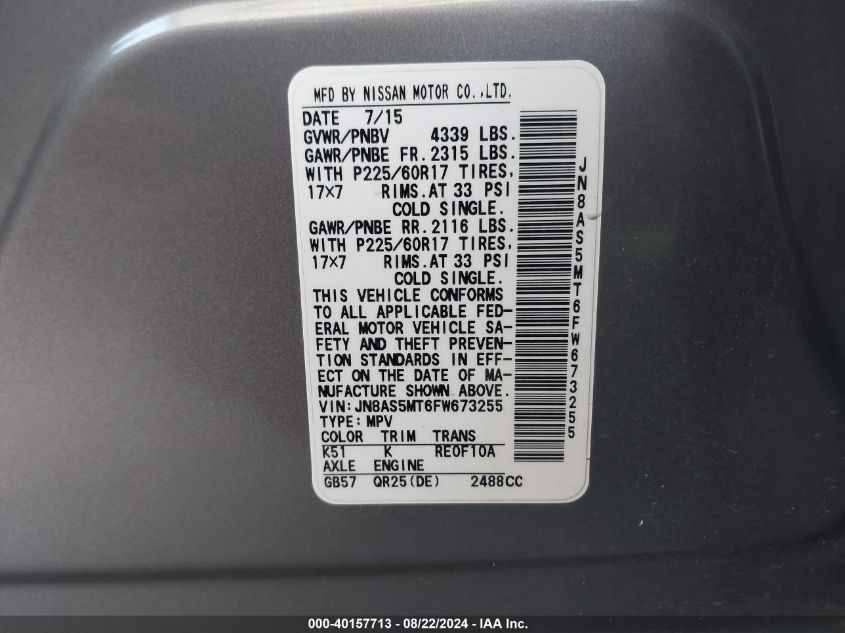 MFD BY NISSAN MOTOR CO.,LTD.
DATE 7/15
GVWR/PNBV 4339 LBS.
GAWR/PNBE FR.2315 LBS.
WITH P225/60R17 TIRES,
17×7 RIMS.AT 33 PSI
COLD SINGLE.
GAWR/PNBE RR.2116 LBS.
WITH P225/60R17 TIRES,
17×7 RIMS.AT 33 PSI
COLD SINGLE.
THIS VEHICLE CONFORMS
TO ALL APPLICABLE FED-
ERAL MOTOR VEHICLE SA-
FETY AND THEFT PREVEN-
TION STANDARDS IN EFF-
ECT ON THE DATE OF MA-
NUFACTURE SHOWN ABOVE.
VIN:JN8AS5MT6FW673255
TYPE:MPV
COLOR TRIM TRANS
K51 K RE0F10A
AXLE ENGINE
GB57 QR25(DE) 2488CC
JN8AS5MT6FW673255
000-40157713 - 08/22/2024 - IAA Inc.